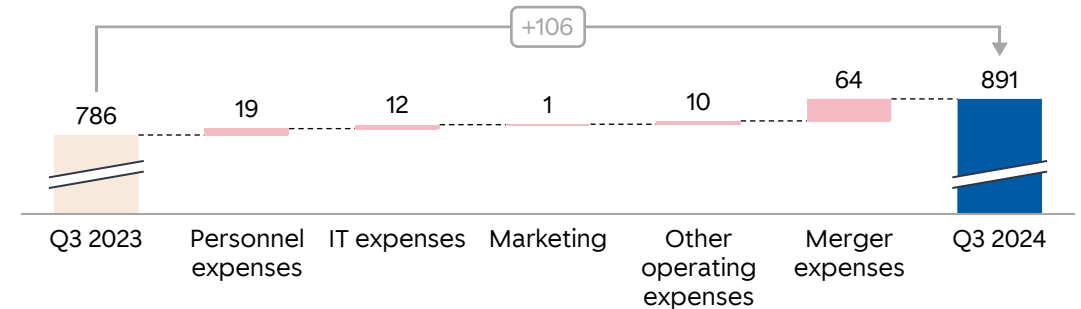 +106
786
19
12
1
10
64
891
Q3 2023
Personnel
expenses
IT expenses
Marketing
Other
operating
expenses
Merger
expenses
Q3 2024